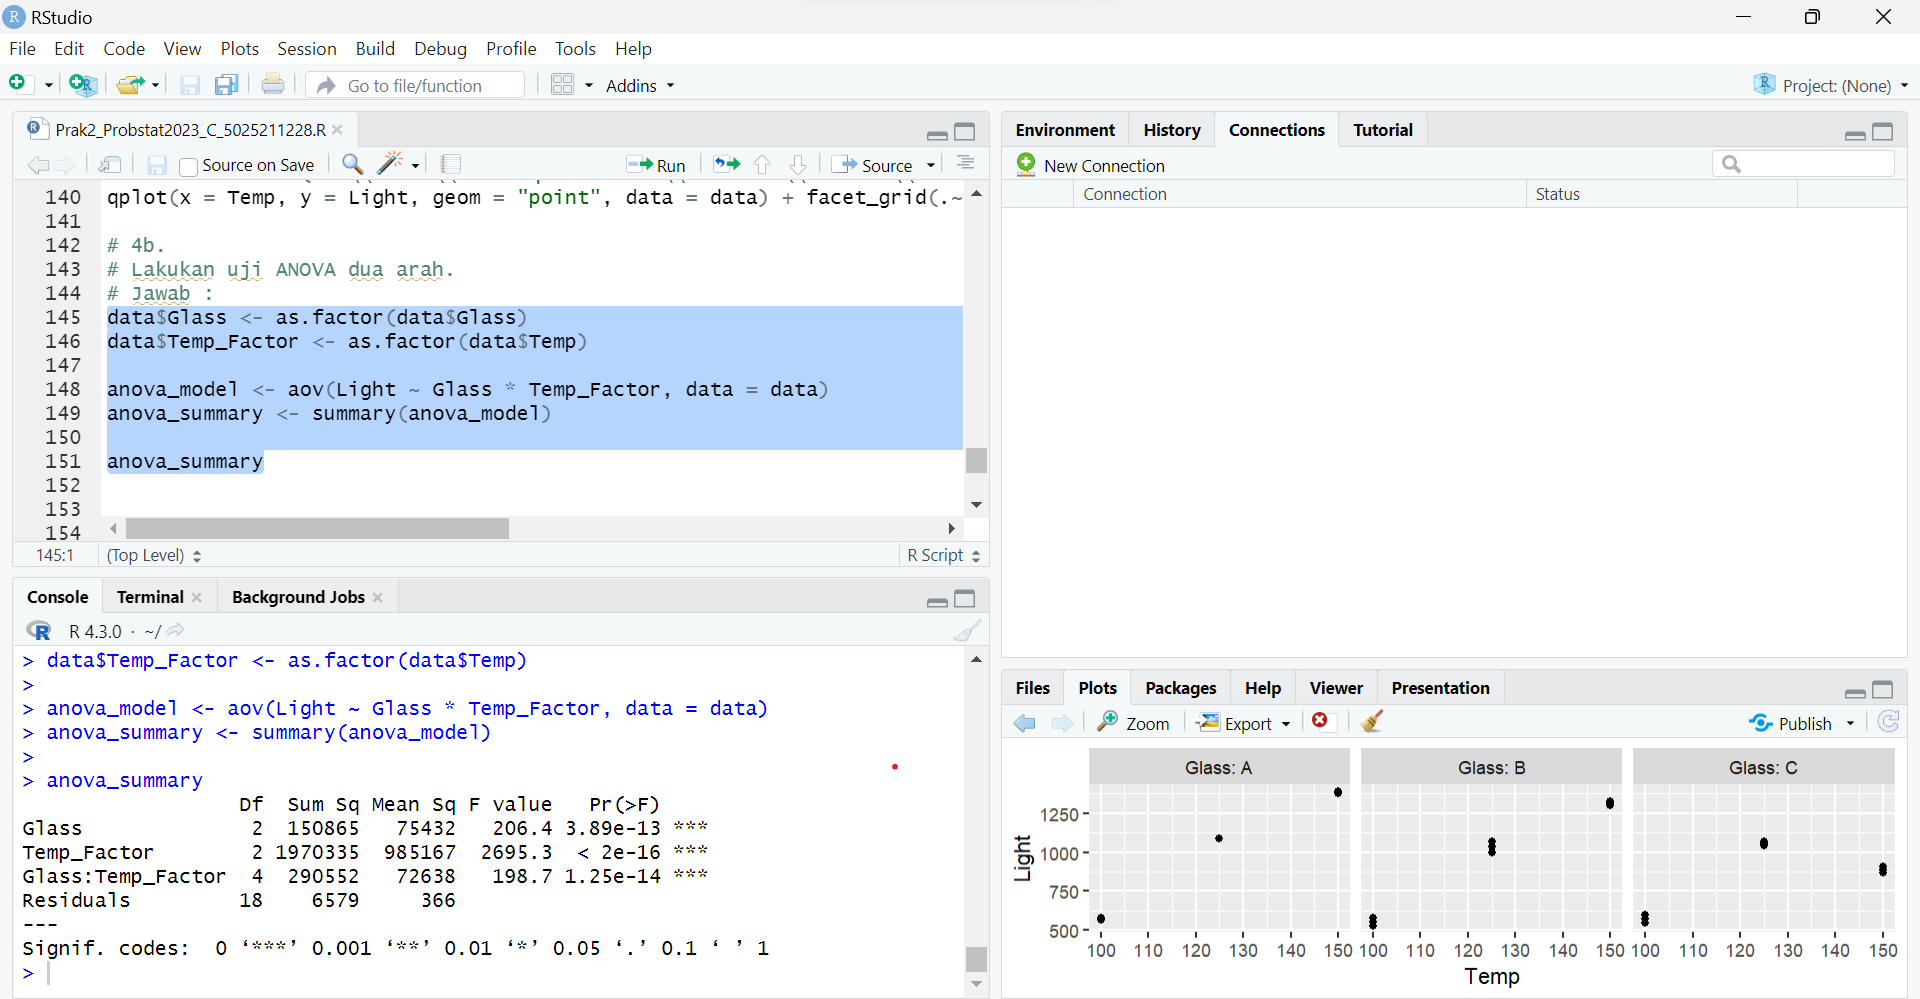 RStudio
File Edit Code View Plots Session Build Debug Profile Tools Help
Go to file/function
Addins
Project: (None)
Prak2_Probstat2023_C_5025211228.R
Source on Save
Run
Source
140 qplot(x = Temp, y = Light, geom = "point", data = data) + facet_grid(.~
141
142 # 4b.
143 # Lakukan uji ANOVA dua arah.
144 # Jawab :
145 data$Glass <- as.factor(data$Glass)
146 data$Temp_Factor <- as.factor(data$Temp)
147
148 anova_model <- aov(Light ~ Glass * Temp_Factor, data = data)
149 anova_summary <- summary(anova_model)
150
151 anova_summary
152
153
154
145:1 (Top Level) R Script
Console Terminal Background Jobs
R 4.3.0 · ~/
> data$Temp_Factor <- as.factor(data$Temp)
>
> anova_model <- aov(Light ~ Glass * Temp_Factor, data = data)
> anova_summary <- summary(anova_model)
>
> anova_summary
Df Sum Sq Mean Sq F value Pr(>F)
Glass 2 150865 75432 206.4 3.89e-13 ***
Temp_Factor 2 1970335 985167 2695.3 < 2e-16 ***
Glass:Temp_Factor 4 290552 72638 198.7 1.25e-14 ***
Residuals 18 6579 366
---
Signif. codes: 0 ‘***’ 0.001 ‘**’ 0.01 ‘*’ 0.05 ‘.’ 0.1 ‘ ’ 1
>
Environment History Connections Tutorial
New Connection
Connection Status
Files Plots Packages Help Viewer Presentation
Zoom Export Publish
Glass: A Glass: B Glass: C
Light
1250
1000
750
500
100 110 120 130 140 150 100 110 120 130 140 150 100 110 120 130 140 150
Temp